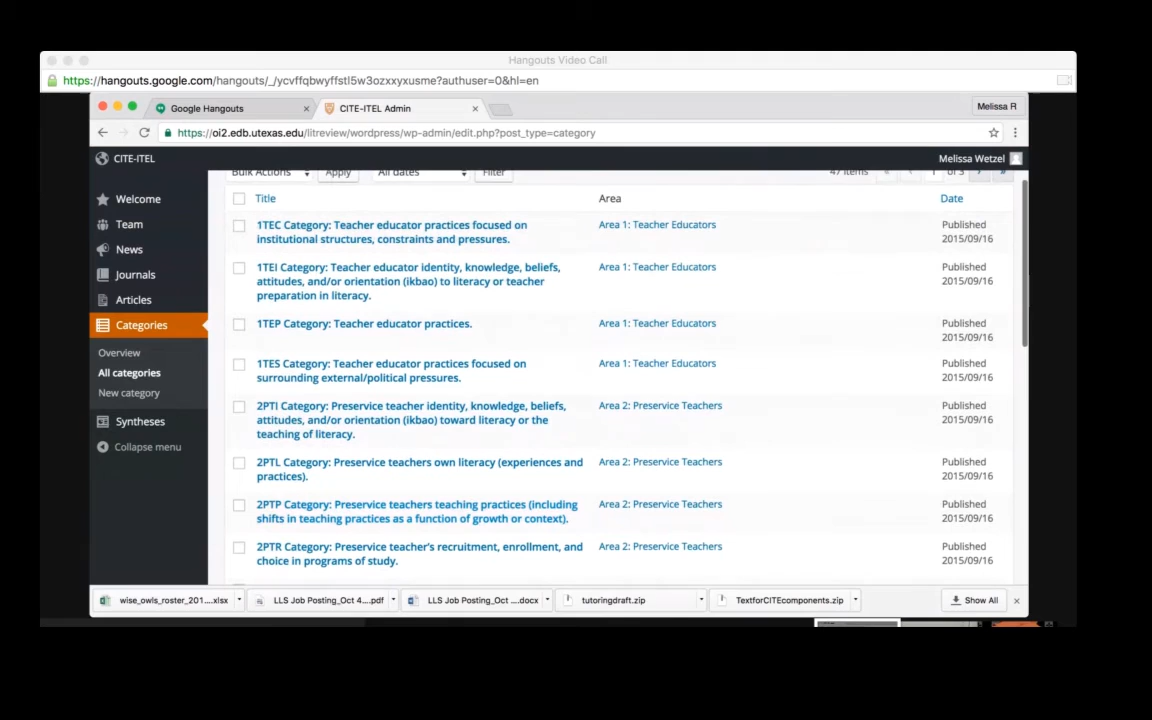 Hangouts Video Call
https://hangouts.google.com/hangouts/_/ycvffqbwyffstl5w3ozxxyxusme?authuser=0&hl=en
Google Hangouts
CITE-ITEL Admin
Melissa R
https://oi2.edb.utexas.edu/litreview/wordpress/wp-admin/edit.php?post_type=category
CITE-ITEL
Melissa Wetzel
Bulk Actions
Apply
All dates
Filter
47 items
1
of 3
Welcome
Team
News
Journals
Articles
Categories
Overview
All categories
New category
Syntheses
Collapse menu
Title
Area
Date
1TEC Category: Teacher educator practices focused on
institutional structures, constraints and pressures.
Area 1: Teacher Educators
Published
2015/09/16
1TEI Category: Teacher educator identity, knowledge, beliefs,
attitudes, and/or orientation (ikbao) to literacy or teacher
preparation in literacy.
Area 1: Teacher Educators
Published
2015/09/16
1TEP Category: Teacher educator practices.
Area 1: Teacher Educators
Published
2015/09/16
1TES Category: Teacher educator practices focused on
surrounding external/political pressures.
Area 1: Teacher Educators
Published
2015/09/16
2PTI Category: Preservice teacher identity, knowledge, beliefs,
attitudes, and/or orientation (ikbao) toward literacy or the
teaching of literacy.
Area 2: Preservice Teachers
Published
2015/09/16
2PTL Category: Preservice teachers own literacy (experiences and
practices).
Area 2: Preservice Teachers
Published
2015/09/16
2PTP Category: Preservice teachers teaching practices (including
shifts in teaching practices as a function of growth or context).
Area 2: Preservice Teachers
Published
2015/09/16
2PTR Category: Preservice teacher's recruitment, enrollment, and
choice in programs of study.
Area 2: Preservice Teachers
Published
2015/09/16
wise_owls_roster_201....xlsx
LLS Job Posting_Oct 4....pdf
LLS Job Posting_Oct ....docx
tutoringdraft.zip
TextforCITEcomponents.zip
Show All